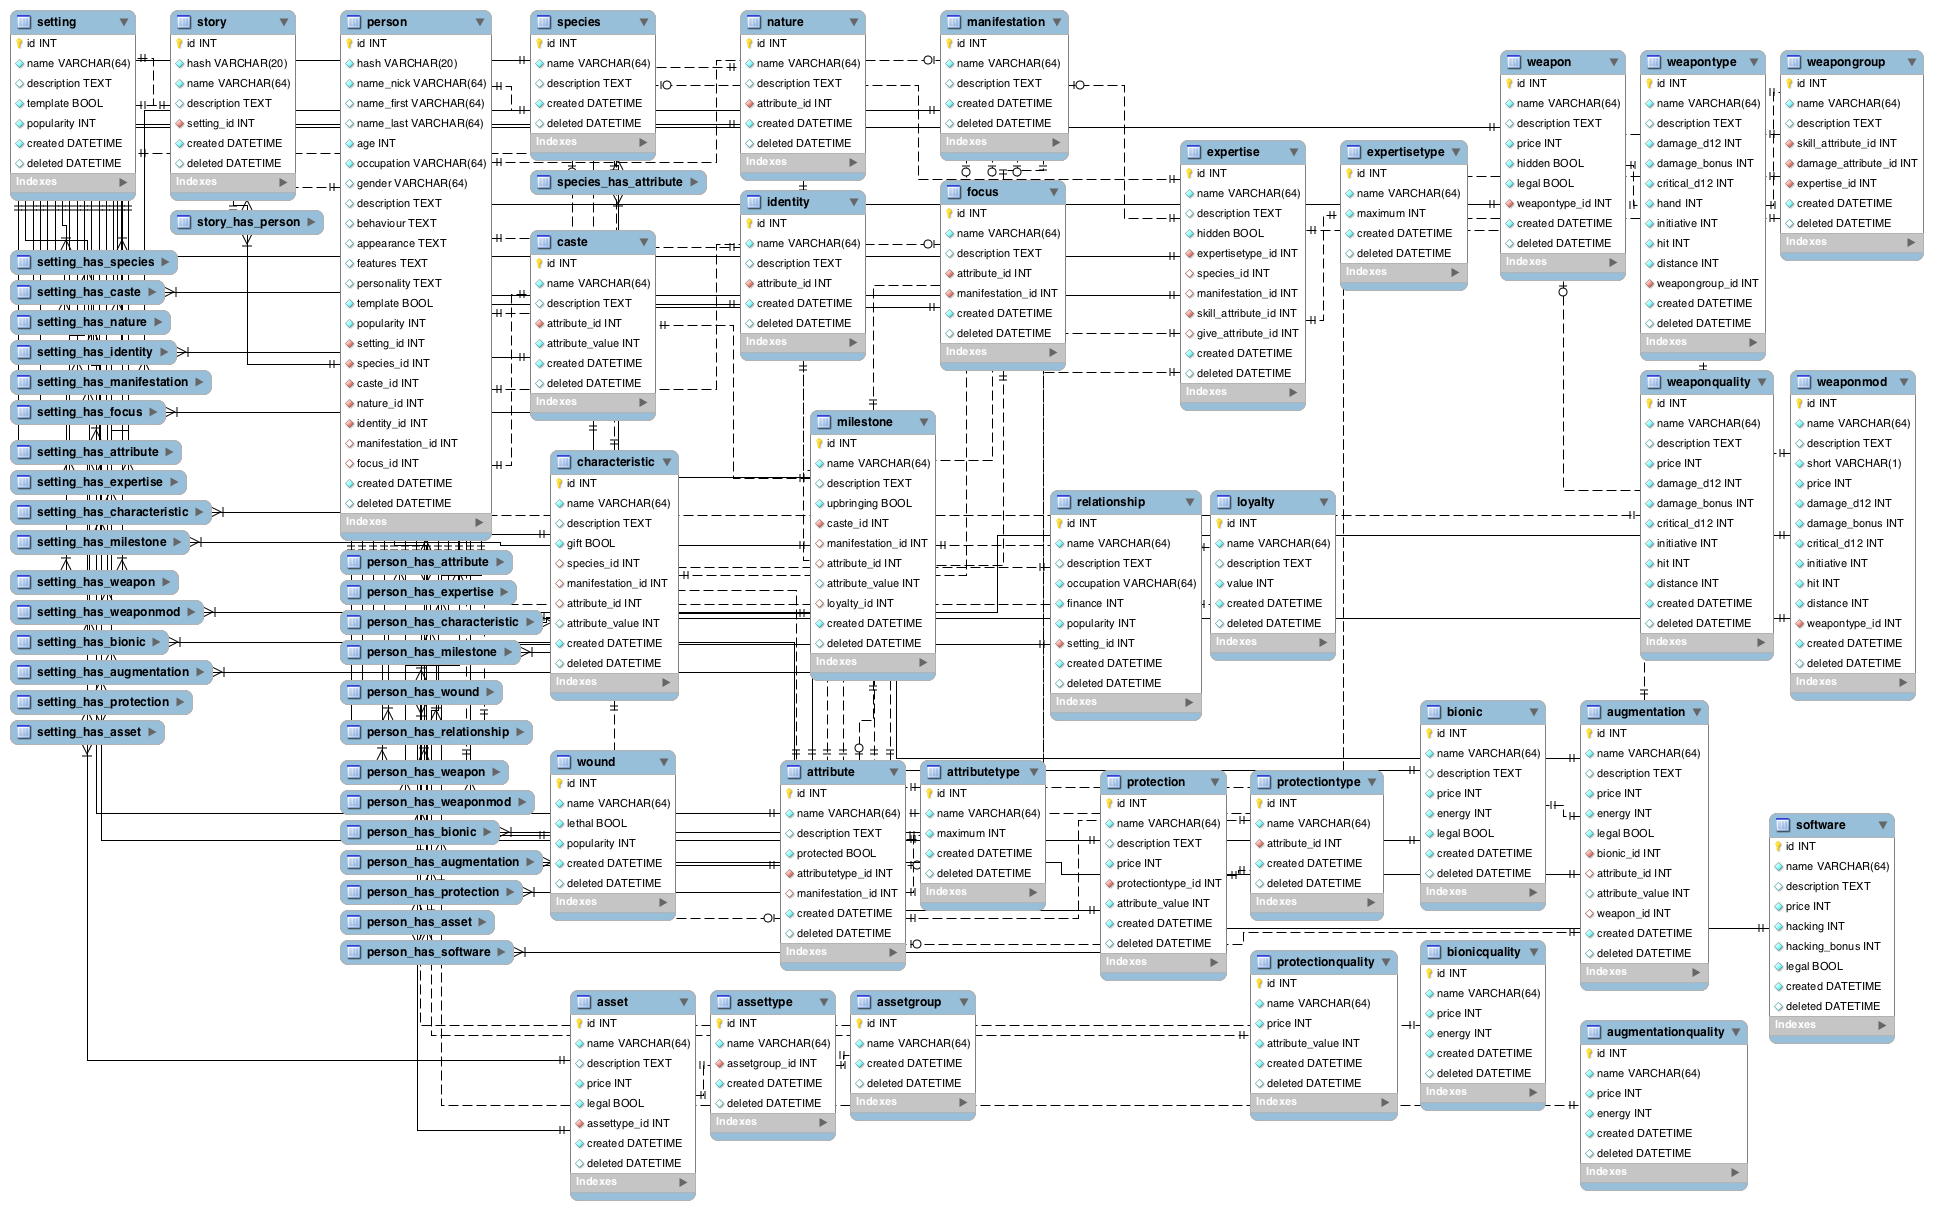 setting
id INT
name VARCHAR(64)
description TEXT
template BOOL
popularity INT
created DATETIME
deleted DATETIME
Indexes
story
id INT
hash VARCHAR(20)
name VARCHAR(64)
description TEXT
setting_id INT
created DATETIME
deleted DATETIME
Indexes
story_has_person
person
id INT
hash VARCHAR(20)
name_nick VARCHAR(64)
name_first VARCHAR(64)
name_last VARCHAR(64)
age INT
occupation VARCHAR(64)
gender VARCHAR(64)
description TEXT
behaviour TEXT
appearance TEXT
features TEXT
personality TEXT
template BOOL
popularity INT
setting_id INT
species_id INT
caste_id INT
nature_id INT
identity_id INT
manifestation_id INT
focus_id INT
created DATETIME
deleted DATETIME
Indexes
species
id INT
name VARCHAR(64)
description TEXT
created DATETIME
deleted DATETIME
Indexes
species_has_attribute
nature
id INT
name VARCHAR(64)
description TEXT
attribute_id INT
created DATETIME
deleted DATETIME
Indexes
manifestation
id INT
name VARCHAR(64)
description TEXT
created DATETIME
deleted DATETIME
Indexes
expertise
id INT
name VARCHAR(64)
description TEXT
hidden BOOL
expertisetype_id INT
species_id INT
manifestation_id INT
skill_attribute_id INT
give_attribute_id INT
created DATETIME
deleted DATETIME
Indexes
expertisetype
id INT
name VARCHAR(64)
maximum INT
created DATETIME
deleted DATETIME
Indexes
weapon
id INT
name VARCHAR(64)
description TEXT
price INT
hidden BOOL
legal BOOL
weapontype_id INT
created DATETIME
deleted DATETIME
Indexes
weapontype
id INT
name VARCHAR(64)
description TEXT
damage_d12 INT
damage_bonus INT
critical_d12 INT
hand INT
initiative INT
hit INT
distance INT
weapongroup_id INT
created DATETIME
deleted DATETIME
Indexes
weapongroup
id INT
name VARCHAR(64)
description TEXT
skill_attribute_id INT
damage_attribute_id INT
expertise_id INT
created DATETIME
deleted DATETIME
Indexes
caste
id INT
name VARCHAR(64)
description TEXT
attribute_id INT
attribute_value INT
created DATETIME
deleted DATETIME
Indexes
identity
id INT
name VARCHAR(64)
description TEXT
attribute_id INT
created DATETIME
deleted DATETIME
Indexes
focus
id INT
name VARCHAR(64)
description TEXT
attribute_id INT
manifestation_id INT
created DATETIME
deleted DATETIME
Indexes
setting_has_species
setting_has_caste
setting_has_nature
setting_has_identity
setting_has_manifestation
setting_has_focus
setting_has_attribute
setting_has_expertise
setting_has_characteristic
setting_has_milestone
setting_has_weapon
setting_has_weaponmod
setting_has_bionic
setting_has_augmentation
setting_has_protection
setting_has_asset
person_has_attribute
person_has_expertise
person_has_characteristic
person_has_milestone
person_has_wound
person_has_relationship
person_has_weapon
person_has_weaponmod
person_has_bionic
person_has_augmentation
person_has_protection
person_has_asset
person_has_software
characteristic
id INT
name VARCHAR(64)
description TEXT
gift BOOL
species_id INT
manifestation_id INT
attribute_id INT
attribute_value INT
created DATETIME
deleted DATETIME
Indexes
milestone
id INT
name VARCHAR(64)
description TEXT
upbringing BOOL
caste_id INT
manifestation_id INT
attribute_id INT
attribute_value INT
loyalty_id INT
created DATETIME
deleted DATETIME
Indexes
relationship
id INT
name VARCHAR(64)
description TEXT
occupation VARCHAR(64)
finance INT
popularity INT
setting_id INT
created DATETIME
deleted DATETIME
Indexes
loyalty
id INT
name VARCHAR(64)
description TEXT
value INT
created DATETIME
deleted DATETIME
Indexes
weaponquality
id INT
name VARCHAR(64)
description TEXT
price INT
damage_d12 INT
damage_bonus INT
critical_d12 INT
initiative INT
hit INT
distance INT
created DATETIME
deleted DATETIME
Indexes
weaponmod
id INT
name VARCHAR(64)
description TEXT
short VARCHAR(1)
price INT
damage_d12 INT
damage_bonus INT
critical_d12 INT
initiative INT
hit INT
distance INT
weapontype_id INT
created DATETIME
deleted DATETIME
Indexes
wound
id INT
name VARCHAR(64)
lethal BOOL
popularity INT
created DATETIME
deleted DATETIME
Indexes
attribute
id INT
name VARCHAR(64)
description TEXT
protected BOOL
attributetype_id INT
manifestation_id INT
created DATETIME
deleted DATETIME
Indexes
attributetype
id INT
name VARCHAR(64)
maximum INT
created DATETIME
deleted DATETIME
Indexes
protection
id INT
name VARCHAR(64)
description TEXT
price INT
protectiontype_id INT
attribute_value INT
created DATETIME
deleted DATETIME
Indexes
protectiontype
id INT
name VARCHAR(64)
attribute_id INT
created DATETIME
deleted DATETIME
Indexes
bionic
id INT
name VARCHAR(64)
description TEXT
price INT
energy INT
legal BOOL
created DATETIME
deleted DATETIME
Indexes
augmentation
id INT
name VARCHAR(64)
description TEXT
price INT
energy INT
legal BOOL
bionic_id INT
attribute_id INT
attribute_value INT
weapon_id INT
created DATETIME
deleted DATETIME
Indexes
software
id INT
name VARCHAR(64)
description TEXT
price INT
hacking INT
hacking_bonus INT
legal BOOL
created DATETIME
deleted DATETIME
Indexes
protectionquality
id INT
name VARCHAR(64)
price INT
attribute_value INT
created DATETIME
deleted DATETIME
Indexes
bionicquality
id INT
name VARCHAR(64)
price INT
energy INT
created DATETIME
deleted DATETIME
Indexes
augmentationquality
id INT
name VARCHAR(64)
price INT
energy INT
created DATETIME
deleted DATETIME
Indexes
asset
id INT
name VARCHAR(64)
description TEXT
price INT
legal BOOL
assettype_id INT
created DATETIME
deleted DATETIME
Indexes
assettype
id INT
name VARCHAR(64)
assetgroup_id INT
created DATETIME
deleted DATETIME
Indexes
assetgroup
id INT
name VARCHAR(64)
created DATETIME
deleted DATETIME
Indexes